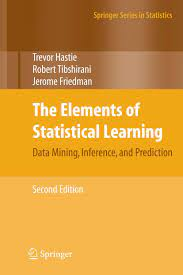 Springer Series in Statistics
Trevor Hastie
Robert Tibshirani
Jerome Friedman
The Elements of
Statistical Learning
Data Mining, Inference, and Prediction
Second Edition
Springer